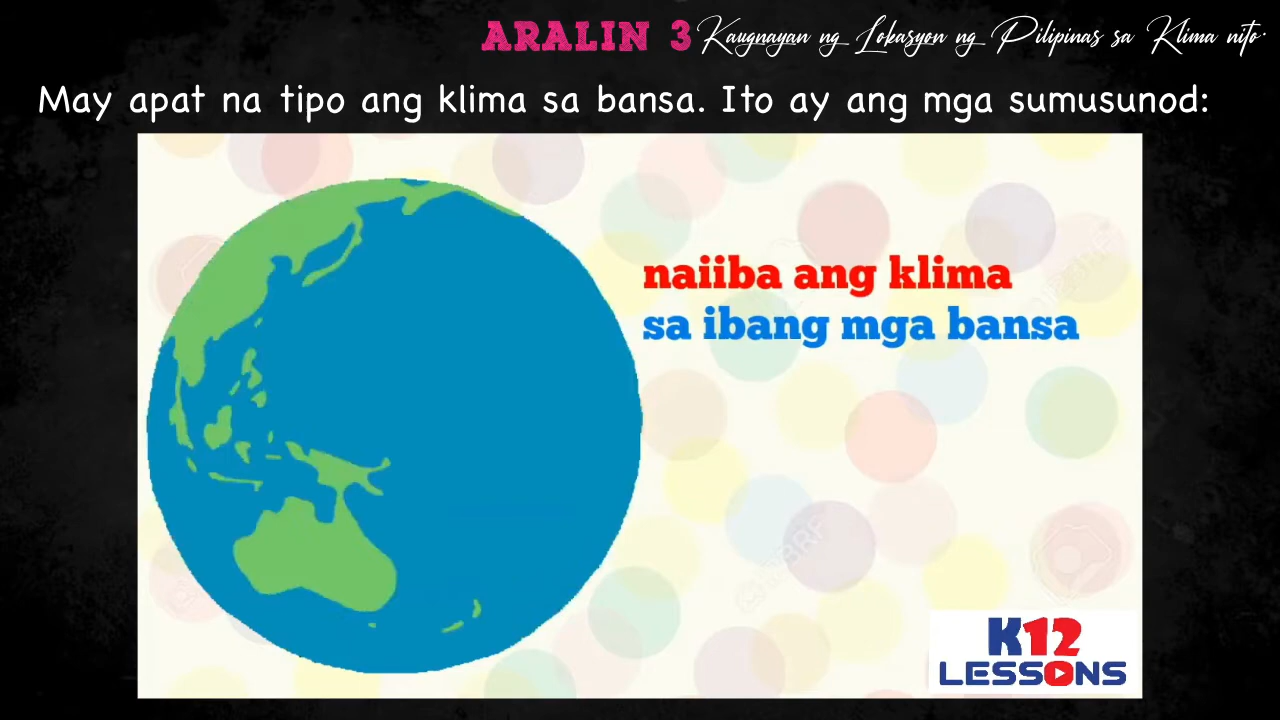 ARALIN 3 Kaugnayan ng Lokasyon ng Pilipinas sa Klima nito.
May apat na tipo ang klima sa bansa. Ito ay ang mga sumusunod:
naiiba ang klima
sa ibang mga bansa
K12
LESSONS